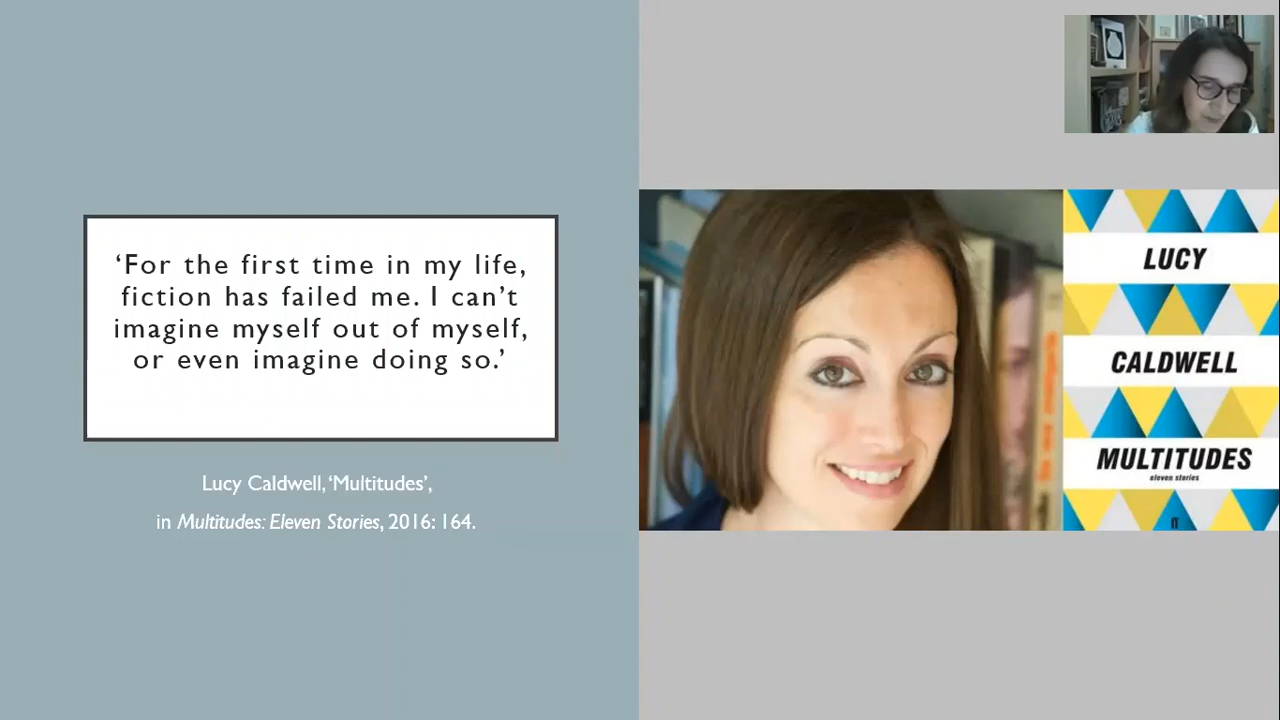 ‘For the first time in my life,
fiction has failed me. I can’t
imagine myself out of myself,
or even imagine doing so.’
Lucy Caldwell, ‘Multitudes’,
in Multitudes: Eleven Stories, 2016: 164.
LUCY
CALDWELL
MULTITUDES
eleven stories